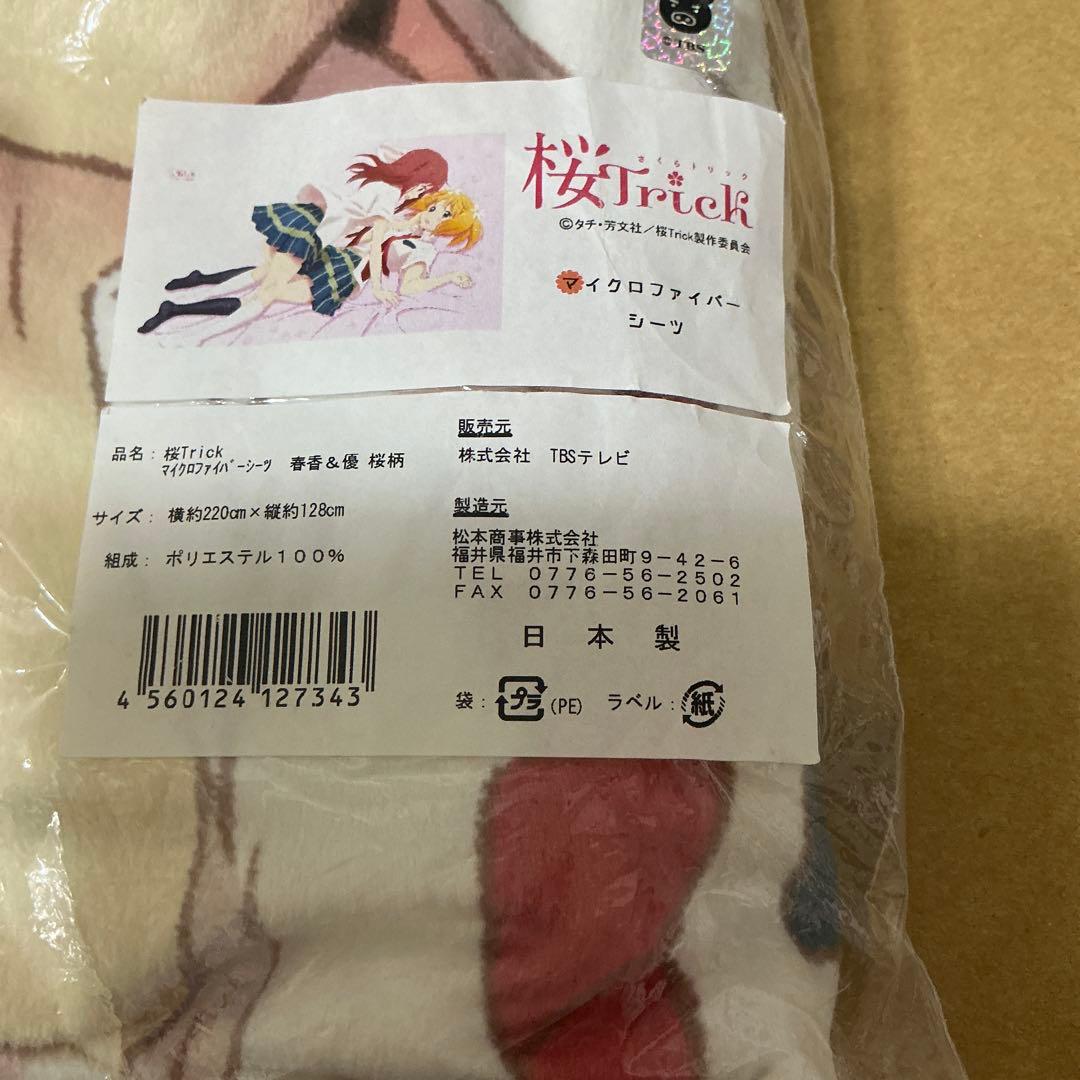 © TBS
さくらトリック
桜Trick
©タチ・芳文社／桜Trick製作委員会
マイクロファイバー
シーツ
品名：桜Trick
ﾏｲｸﾛﾌｧｲﾊﾞｰｼｰﾂ 春香＆優 桜柄
サイズ：横約220㎝×縦約128㎝
組成：ポリエステル１００％
4 560124 127343
販売元
株式会社 TBSテレビ
製造元
松本商事株式会社
福井県福井市下森田町９－４２－６
ＴＥＬ ０７７６－５６－２５０２
ＦＡＸ ０７７６－５６－２０６１
日本製
袋：プラ(PE) ラベル：紙